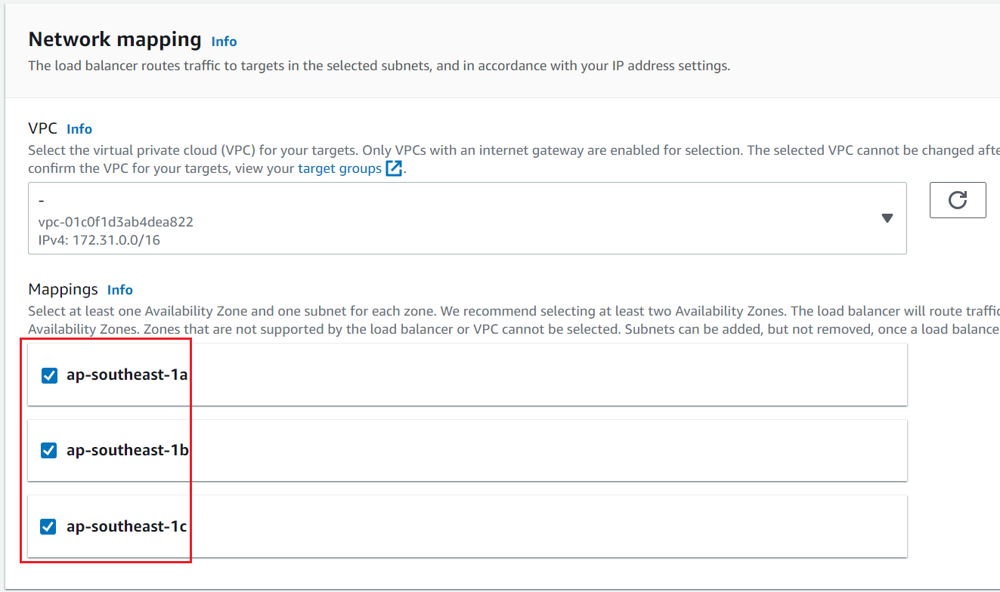 Network mapping Info
The load balancer routes traffic to targets in the selected subnets, and in accordance with your IP address settings.
VPC Info
Select the virtual private cloud (VPC) for your targets. Only VPCs with an internet gateway are enabled for selection. The selected VPC cannot be changed afte
confirm the VPC for your targets, view your target groups .
-
vpc-01c0f1d3ab4dea822
IPv4: 172.31.0.0/16
Mappings Info
Select at least one Availability Zone and one subnet for each zone. We recommend selecting at least two Availability Zones. The load balancer will route traffic
Availability Zones. Zones that are not supported by the load balancer or VPC cannot be selected. Subnets can be added, but not removed, once a load balance
ap-southeast-1a
ap-southeast-1b
ap-southeast-1c